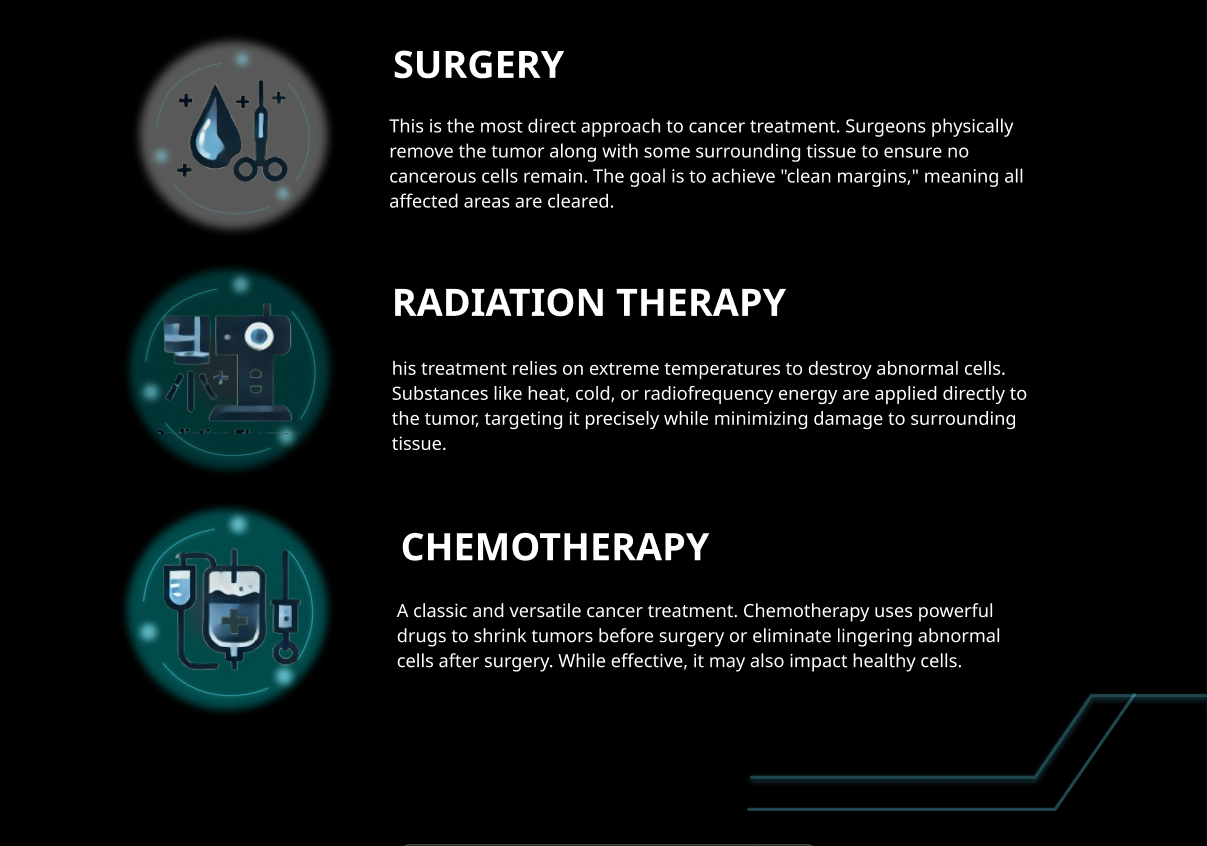 SURGERY
This is the most direct approach to cancer treatment. Surgeons physically
remove the tumor along with some surrounding tissue to ensure no
cancerous cells remain. The goal is to achieve "clean margins," meaning all
affected areas are cleared.
RADIATION THERAPY
his treatment relies on extreme temperatures to destroy abnormal cells.
Substances like heat, cold, or radiofrequency energy are applied directly to
the tumor, targeting it precisely while minimizing damage to surrounding
tissue.
CHEMOTHERAPY
A classic and versatile cancer treatment. Chemotherapy uses powerful
drugs to shrink tumors before surgery or eliminate lingering abnormal
cells after surgery. While effective, it may also impact healthy cells.